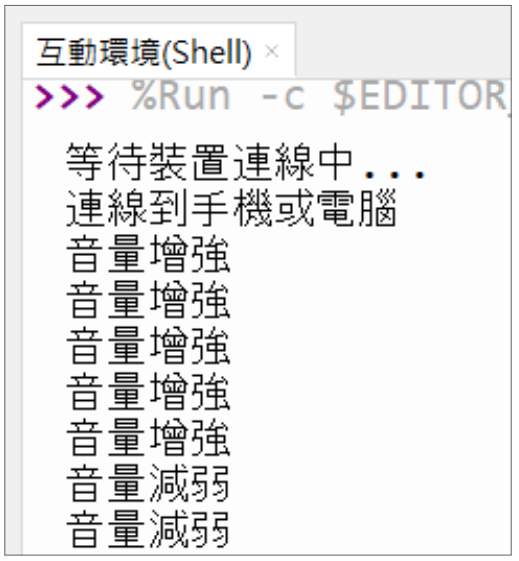 互動環境(Shell) ×
>>> %Run -c $EDITOR_
等待裝置連線中...
連線到手機或電腦
音量增強
音量增強
音量增強
音量增強
音量增強
音量減弱
音量減弱